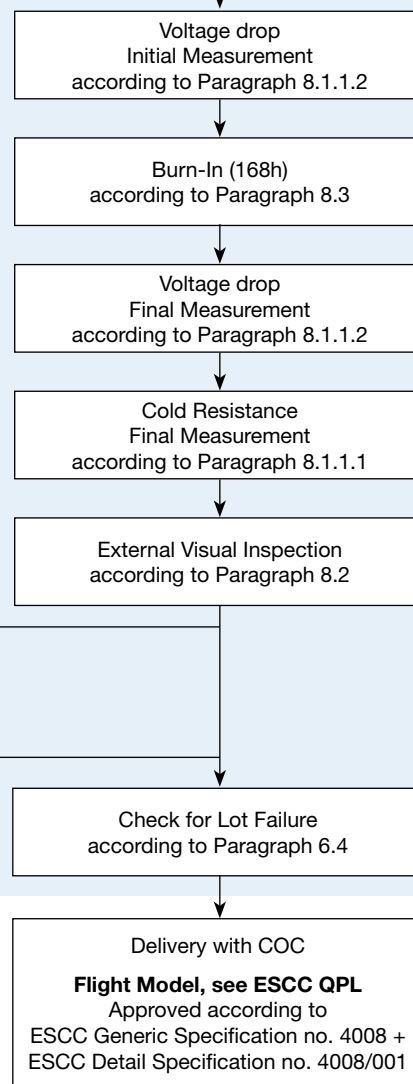 Voltage drop
Initial Measurement
according to Paragraph 8.1.1.2
Burn-In (168h)
according to Paragraph 8.3
Voltage drop
Final Measurement
according to Paragraph 8.1.1.2
Cold Resistance
Final Measurement
according to Paragraph 8.1.1.1
External Visual Inspection
according to Paragraph 8.2
Check for Lot Failure
according to Paragraph 6.4
Delivery with COC
Flight Model, see ESCC QPL
Approved according to
ESCC Generic Specification no. 4008 +
ESCC Detail Specification no. 4008/001